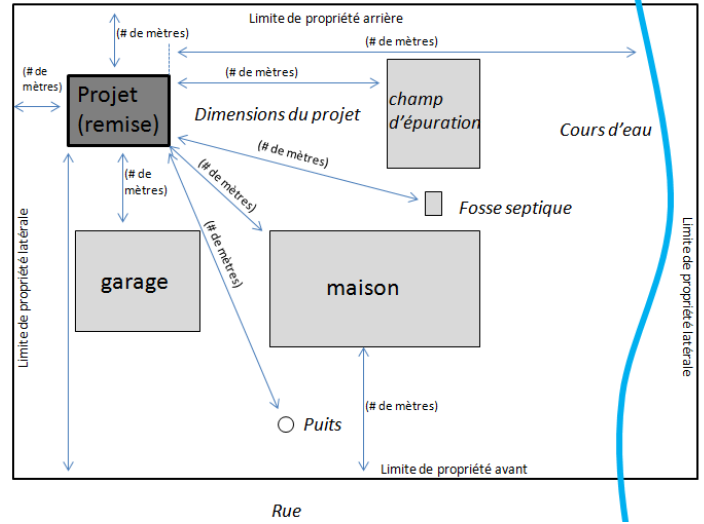 Limite de propriété arrière
(# de mètres)
(# de mètres)
(# de
mètres)
(# de mètres)
Projet
(remise)
Dimensions du projet
champ
d’épuration
Cours d’eau
(# de mètres)
(# de
mètres)
(# de mètres)
Fosse septique
(# de mètres)
Limite de propriété latérale
Limite de propriété latérale
garage
maison
(# de mètres)
Puits
Limite de propriété avant
Rue